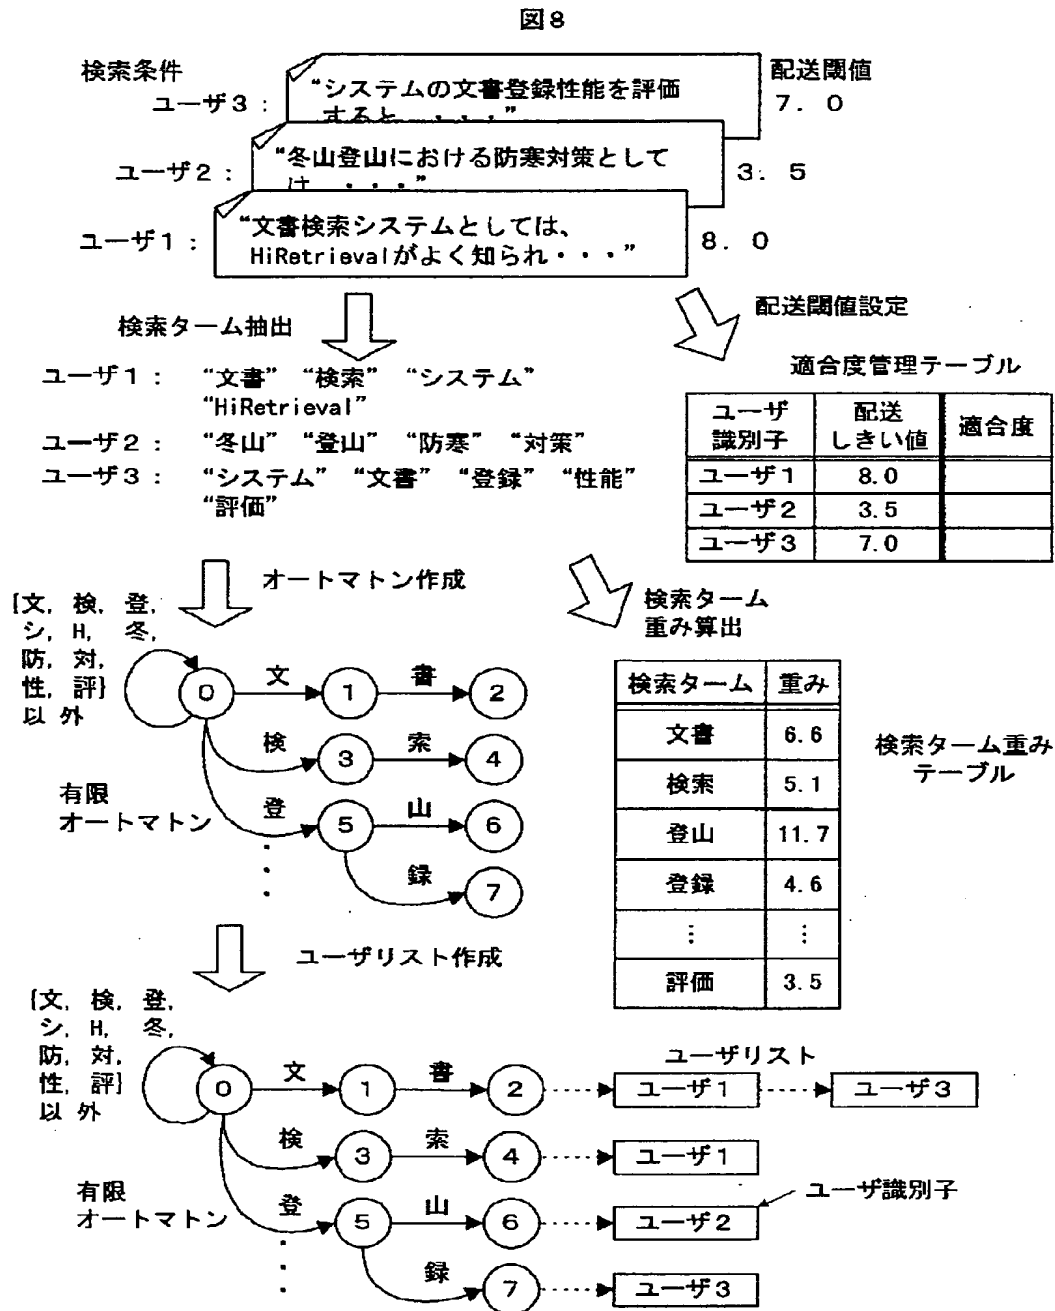 図8
検索条件
配送閾値
ユーザ3：
“システムの文書登録性能を評価
すると ・・・・”
7．0
ユーザ2：
“冬山登山における防寒対策として
は ・・・・”
3．5
ユーザ1：
“文書検索システムとしては、
HiRetrievalがよく知られ・・・”
8．0
検索ターム抽出
配送閾値設定
ユーザ1： “文書” “検索” “システム”
“HiRetrieval”
ユーザ2： “冬山” “登山” “防寒” “対策”
ユーザ3： “システム” “文書” “登録” “性能”
“評価”
適合度管理テーブル
ユーザ識別子 配送しきい値 適合度
ユーザ1 8.0
ユーザ2 3.5
ユーザ3 7.0
オートマトン作成
検索ターム
重み算出
{文, 検, 登,
シ, H, 冬,
防, 対,
性, 評}
以外
0 文 1 書 2
検 3 索 4
登 5 山 6
録 7
有限
オートマトン
検索ターム 重み
文書 6.6
検索 5.1
登山 11.7
登録 4.6
⋮ ⋮
評価 3.5
検索ターム重み
テーブル
ユーザリスト作成
{文, 検, 登,
シ, H, 冬,
防, 対,
性, 評}
以外
ユーザリスト
0 文 1 書 2 ユーザ1 ユーザ3
検 3 索 4 ユーザ1
ユーザ識別子
登 5 山 6 ユーザ2
録 7 ユーザ3
有限
オートマトン